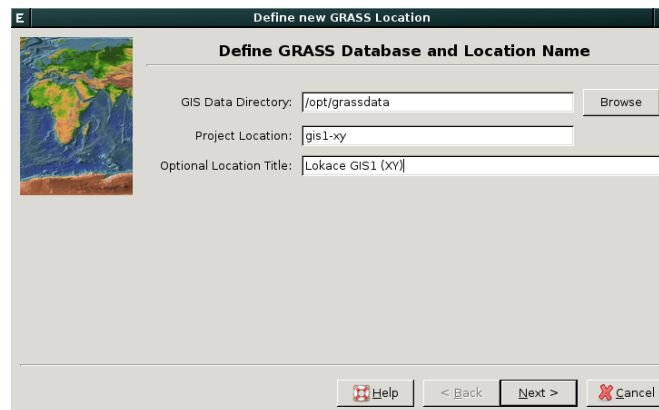 E
Define new GRASS Location
Define GRASS Database and Location Name
GIS Data Directory: /opt/grassdata Browse
Project Location: gis1-xy
Optional Location Title: Lokace GIS1 (XY)
Help < Back Next > Cancel